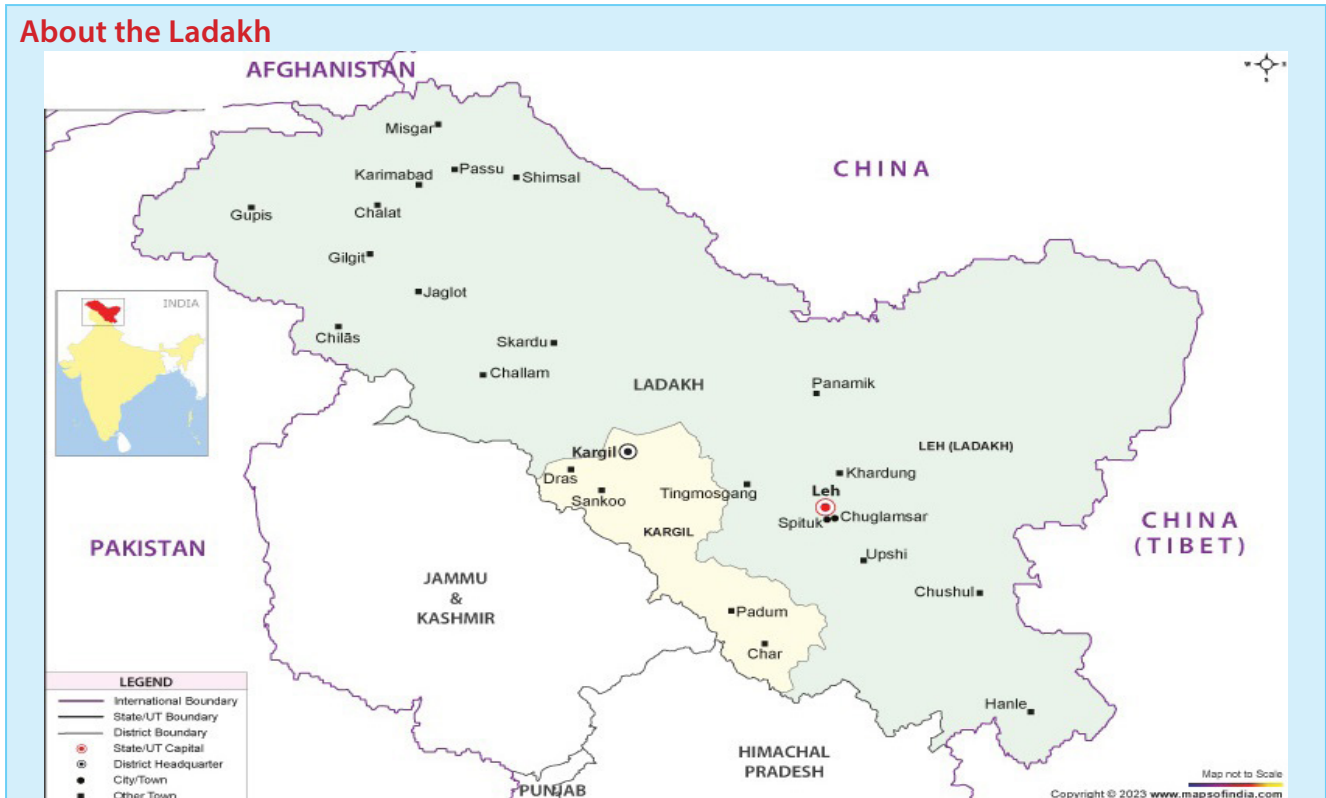 About the Ladakh
AFGHANISTAN
W
S
Misgar
CHINA
Passu
Karimabad
Shimsal
Gupis
Chalat
Gilgit
INDIA
Jaglot
Chilās
Skardu
Challam
LADAKH
Panamik
LEH (LADAKH)
Kargil
Dras
Khardung
Sankoo
Tingmosgang
Leh
Spituk
Chuglamsar
CHINA
(TIBET)
KARGIL
PAKISTAN
Upshi
JAMMU
&
KASHMIR
Chushul
Padum
Char
LEGEND
International Boundary
State/UT Boundary
District Boundary
State/UT Capital
District Headquarter
City/Town
Other Town
Hanle
HIMACHAL
PRADESH
PUNJAB
Map not to Scale
Copyright © 2023 www.mapsofindia.com